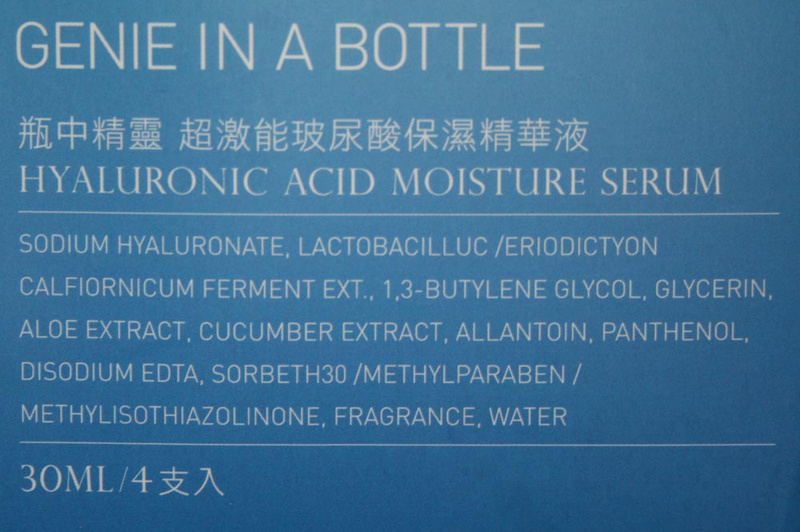 GENIE IN A BOTTLE
瓶中精靈 超激能玻尿酸保濕精華液
HYALURONIC ACID MOISTURE SERUM
SODIUM HYALURONATE, LACTOBACILLUC /ERIODICTYON
CALFIORNICUM FERMENT EXT., 1,3-BUTYLENE GLYCOL, GLYCERIN,
ALOE EXTRACT, CUCUMBER EXTRACT, ALLANTOIN, PANTHENOL,
DISODIUM EDTA, SORBETH30 /METHYLPARABEN /
METHYLISOTHIAZOLINONE, FRAGRANCE, WATER
30ML/4支入